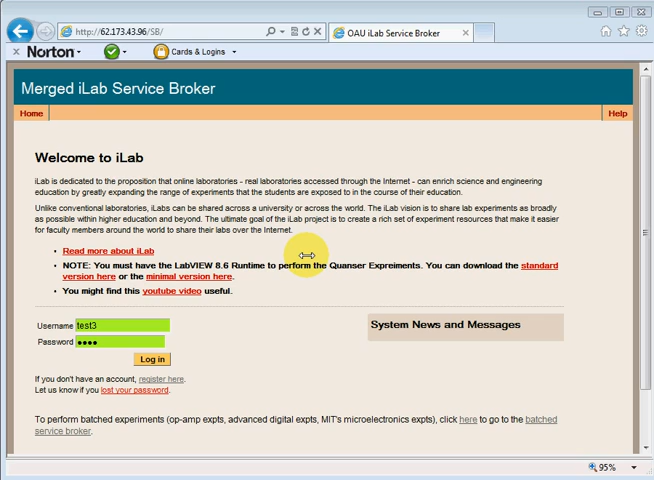 http://62.173.43.96/SB/
OAU iLab Service Broker
Norton
Cards & Logins
Merged iLab Service Broker
Home
Help
Welcome to iLab
iLab is dedicated to the proposition that online laboratories - real laboratories accessed through the Internet - can enrich science and engineering
education by greatly expanding the range of experiments that the students are exposed to in the course of their education.
Unlike conventional laboratories, iLabs can be shared across a university or across the world. The iLab vision is to share lab experiments as broadly
as possible within higher education and beyond. The ultimate goal of the iLab project is to create a rich set of experiment resources that make it easier
for faculty members around the world to share their labs over the Internet.
• Read more about iLab
• NOTE: You must have the LabVIEW 8.6 Runtime to perform the Quanser Expreiments. You can download the standard
version here or the minimal version here.
• You might find this youtube video useful.
Username test3
Password ●●●●
Log in
System News and Messages
If you don't have an account, register here.
Let us know if you lost your password.
To perform batched experiments (op-amp expts, advanced digital expts, MIT's microelectronics expts), click here to go to the batched
service broker.
95%